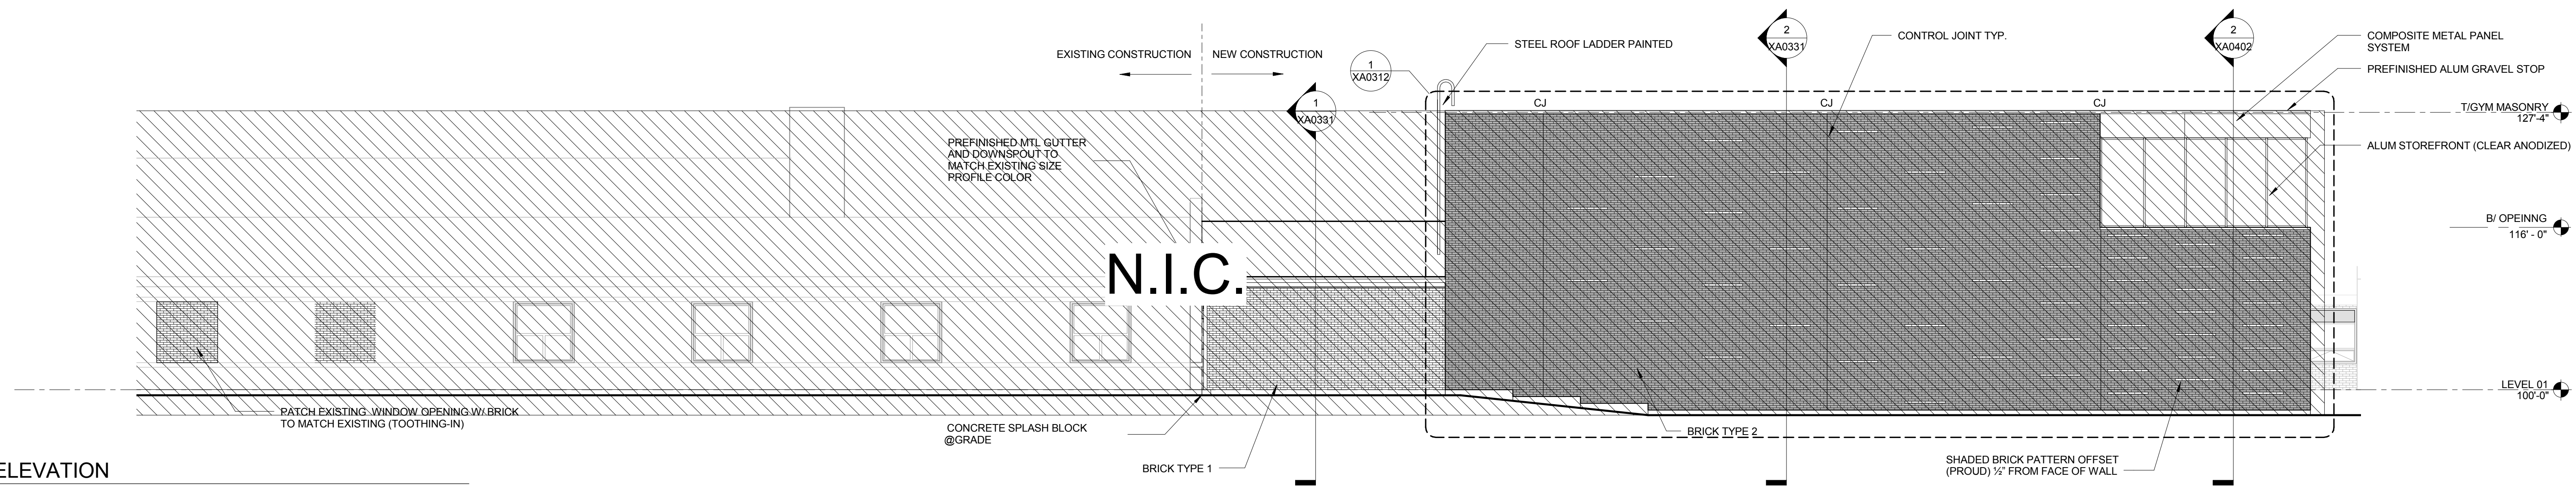 EXISTING CONSTRUCTION
NEW CONSTRUCTION
1
XA0312
STEEL ROOF LADDER PAINTED
2
XA0331
CONTROL JOINT TYP.
2
XA0402
COMPOSITE METAL PANEL
SYSTEM
PREFINISHED ALUM GRAVEL STOP
1
XA0331
CJ
CJ
CJ
T/GYM MASONRY
127'-4"
PREFINISHED MTL GUTTER
AND DOWNSPOUT TO
MATCH EXISTING SIZE
PROFILE COLOR
ALUM STOREFRONT (CLEAR ANODIZED)
B/ OPEINNG
116' - 0"
N.I.C.
LEVEL 01
100'-0"
PATCH EXISTING WINDOW OPENING W/ BRICK
TO MATCH EXISTING (TOOTHING-IN)
CONCRETE SPLASH BLOCK
@GRADE
BRICK TYPE 1
BRICK TYPE 2
SHADED BRICK PATTERN OFFSET
(PROUD) ½" FROM FACE OF WALL
ELEVATION